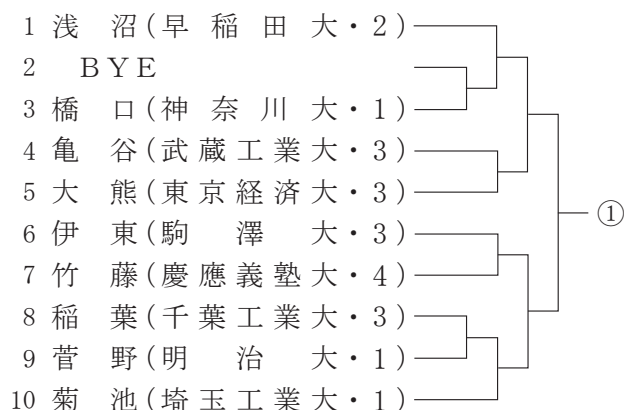 1 浅沼(早稲田大・2)
2 BYE
3 橋口(神奈川大・1)
4 亀谷(武蔵工業大・3)
5 大熊(東京経済大・3)
6 伊東(駒澤大・3)
7 竹藤(慶應義塾大・4)
8 稲葉(千葉工業大・3)
9 菅野(明治大・1)
10 菊池(埼玉工業大・1)
①